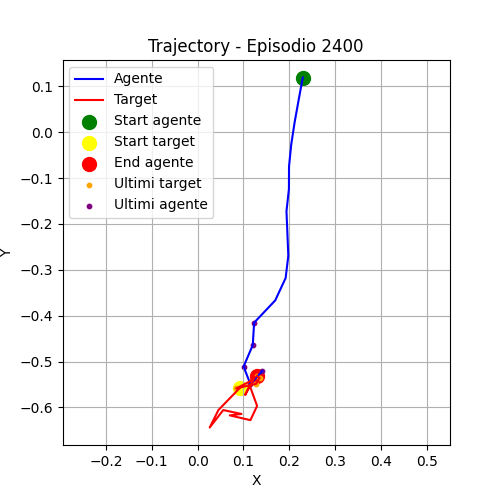 Trajectory - Episodio 2400
Agente
Target
Start agente
Start target
End agente
Ultimi target
Ultimi agente
0.1
0.0
−0.1
−0.2
−0.3
−0.4
−0.5
−0.6
Y
−0.2
−0.1
0.0
0.1
0.2
0.3
0.4
0.5
X